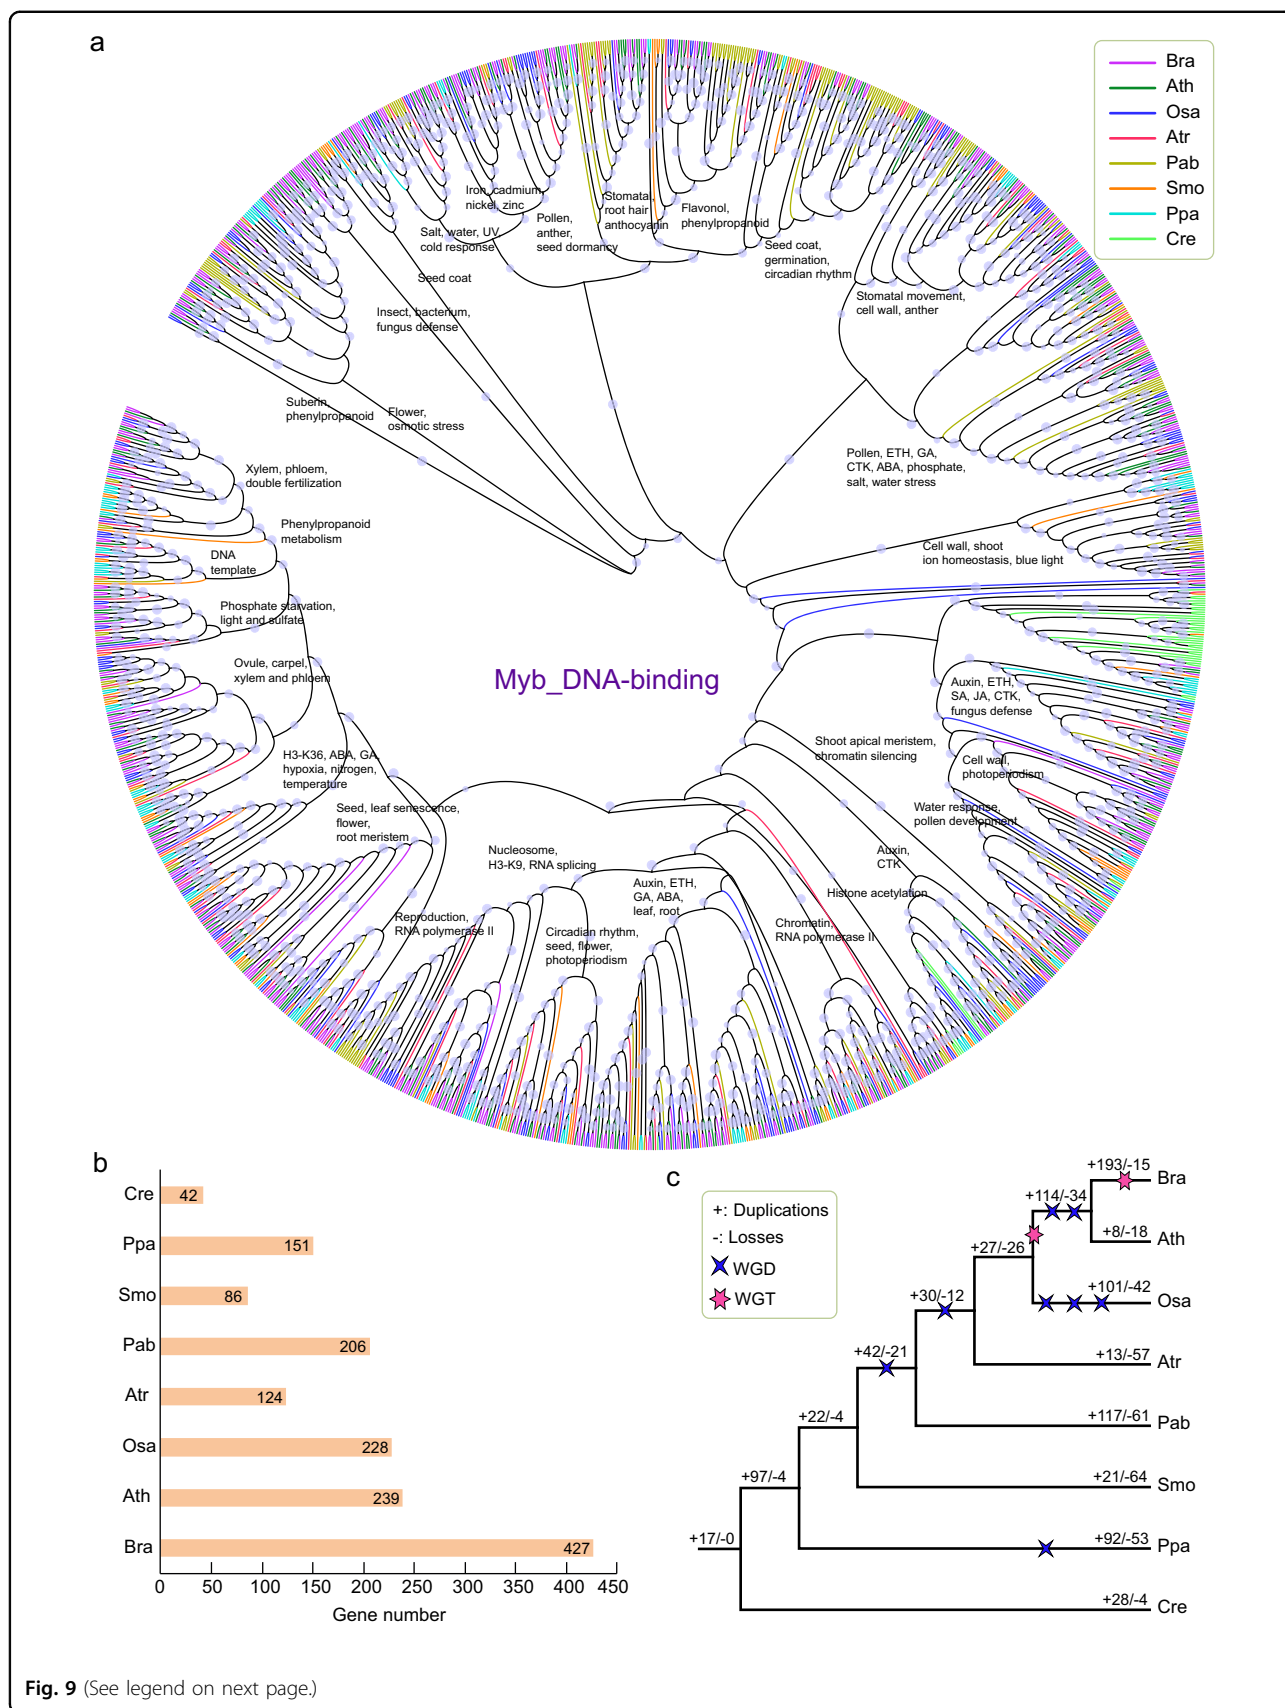 a
Bra
Ath
Osa
Atr
Pab
Smo
Ppa
Cre
Iron, cadmium,
nickel, zinc
Salt, water, UV,
cold response
Pollen,
anther,
seed dormancy
Stomatal,
root hair
anthocyanin
Flavonol,
phenylpropanoid
Seed coat,
germination,
circadian rhythm
Seed coat
Insect, bacterium,
fungus defense
Stomatal movement,
cell wall, anther
Suberin,
phenylpropanoid
Flower,
osmotic stress
Pollen, ETH, GA,
CTK, ABA, phosphate,
salt, water stress
Xylem, phloem,
double fertilization
Phenylpropanoid
metabolism
DNA
template
Cell wall, shoot
ion homeostasis, blue light
Phosphate starvation,
light and sulfate
Ovule, carpel,
xylem and phloem
Myb_DNA-binding
Auxin, ETH,
SA, JA, CTK,
fungus defense
H3-K36, ABA, GA,
hypoxia, nitrogen,
temperature
Shoot apical meristem,
chromatin silencing
Cell wall,
photoperiodism
Seed, leaf senescence,
flower,
root meristem
Water response,
pollen development
Nucleosome,
H3-K9, RNA splicing
Auxin,
CTK
Auxin, ETH,
GA, ABA,
leaf, root
Histone acetylation
Reproduction,
RNA polymerase II
Circadian rhythm,
seed, flower,
photoperiodism
Chromatin,
RNA polymerase II
b
Cre
42
Ppa
151
Smo
86
Pab
206
Atr
124
Osa
228
Ath
239
Bra
427
0 50 100 150 200 250 300 350 400 450
Gene number
c
+: Duplications
-: Losses
WGD
WGT
+193/-15
Bra
+114/-34
+8/-18
Ath
+27/-26
+101/-42
Osa
+30/-12
+13/-57
Atr
+42/-21
+117/-61
Pab
+22/-4
+21/-64
Smo
+97/-4
+92/-53
Ppa
+17/-0
+28/-4
Cre
Fig. 9 (See legend on next page.)